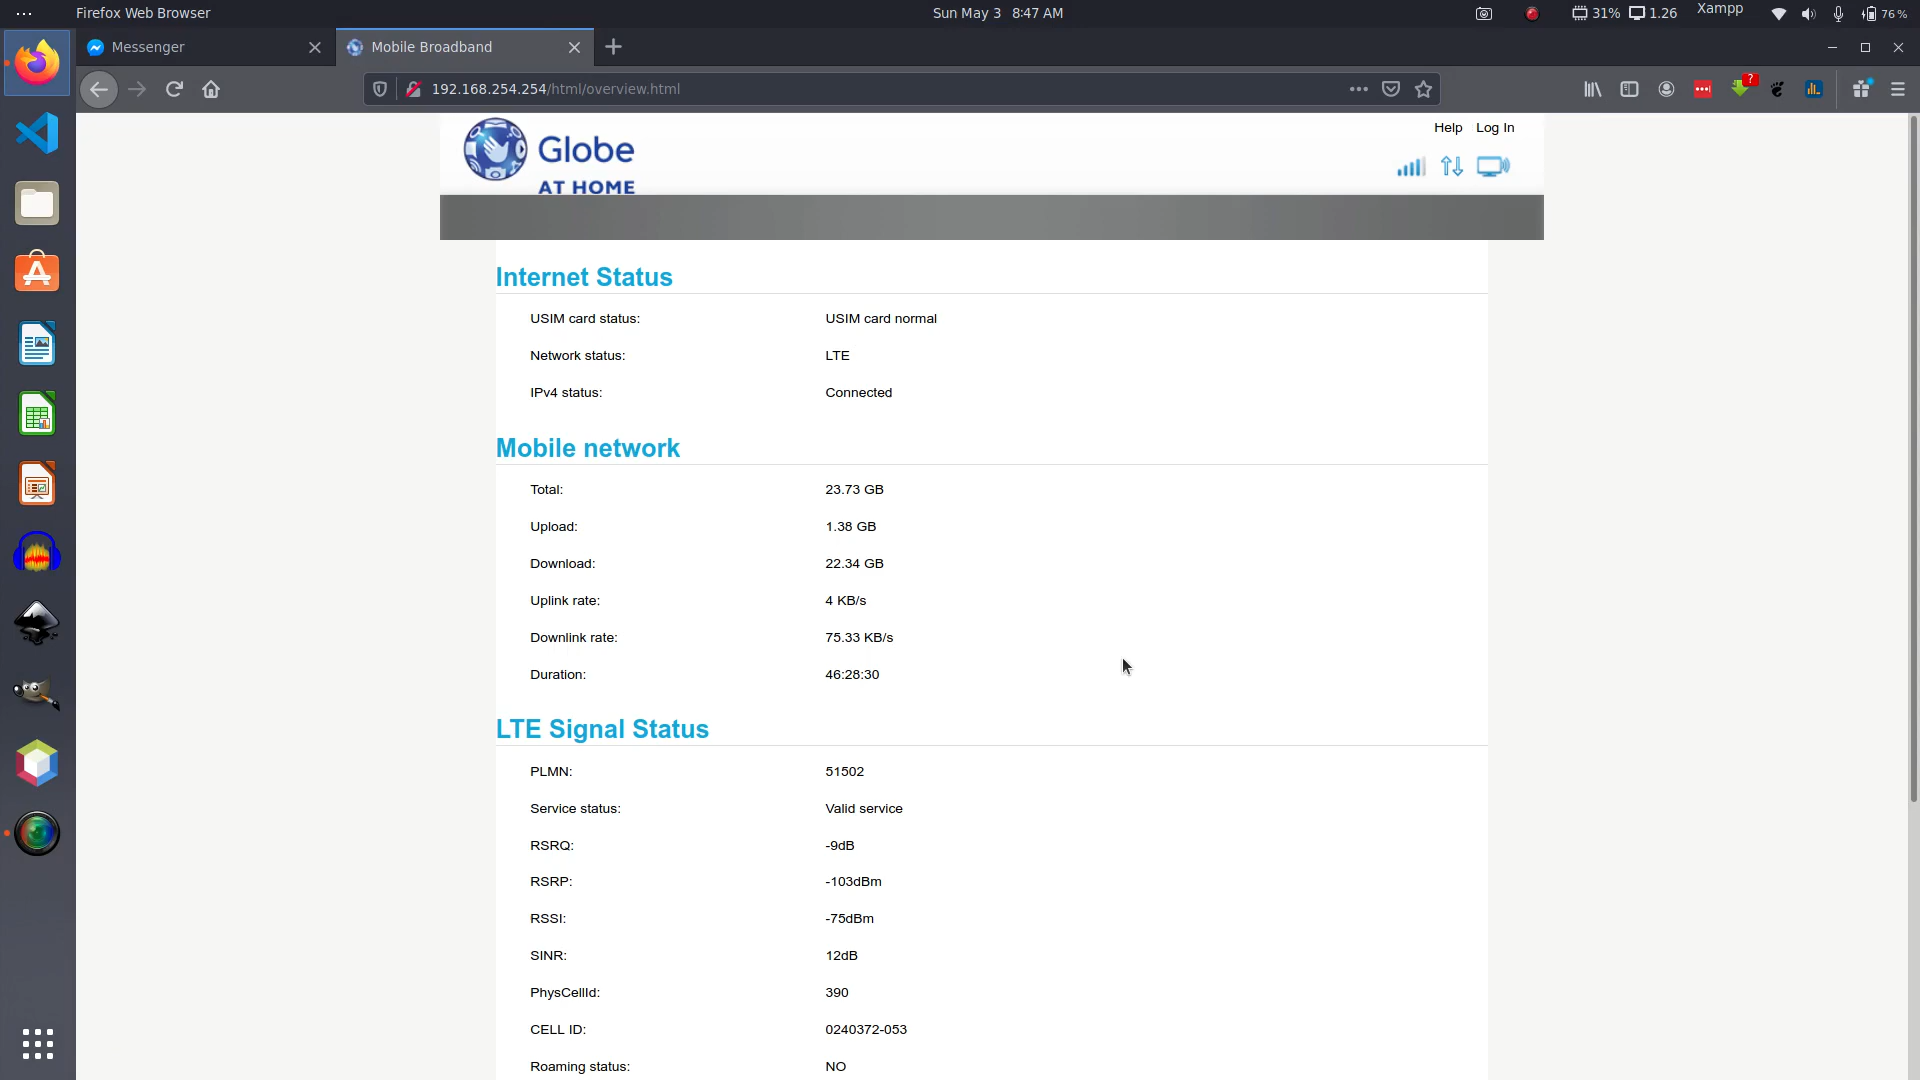 Firefox Web Browser
Sun May 3 8:47 AM
31% 1.26 Xampp 76 %
Messenger
Mobile Broadband
192.168.254.254/html/overview.html
Globe
AT HOME
Help Log In
Internet Status
USIM card status: USIM card normal
Network status: LTE
IPv4 status: Connected
Mobile network
Total: 23.73 GB
Upload: 1.38 GB
Download: 22.34 GB
Uplink rate: 4 KB/s
Downlink rate: 75.33 KB/s
Duration: 46:28:30
LTE Signal Status
PLMN: 51502
Service status: Valid service
RSRQ: -9dB
RSRP: -103dBm
RSSI: -75dBm
SINR: 12dB
PhysCellId: 390
CELL ID: 0240372-053
Roaming status: NO